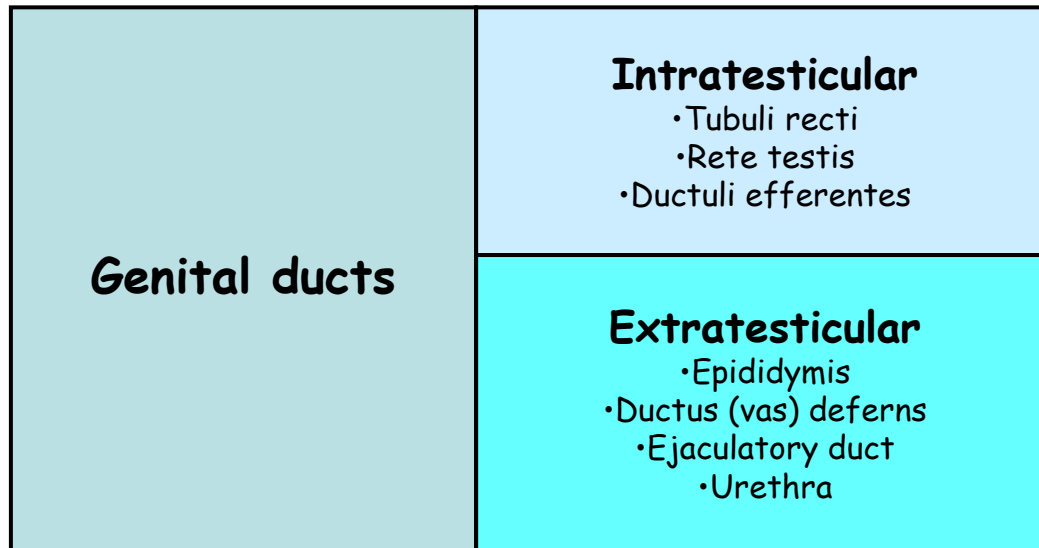 Genital ducts
Intratesticular
•Tubuli recti
•Rete testis
•Ductuli efferentes
Extratesticular
•Epididymis
•Ductus (vas) deferns
•Ejaculatory duct
•Urethra